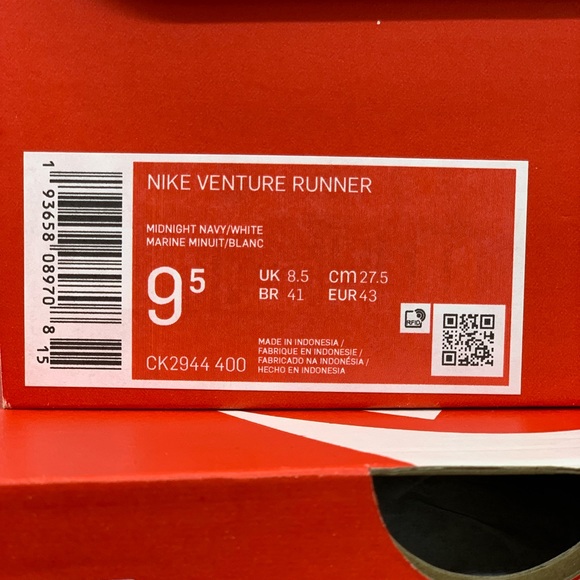 NIKE VENTURE RUNNER
MIDNIGHT NAVY/WHITE
MARINE MINUIT/BLANC
9⁵
UK 8.5 cm 27.5
BR 41 EUR 43
RFID
CK2944 400
MADE IN INDONESIA/
FABRIQUE EN INDONESIE/
FABRICADO NA INDONÉSIA/
HECHO EN INDONESIA
1 93658 08970 8 15